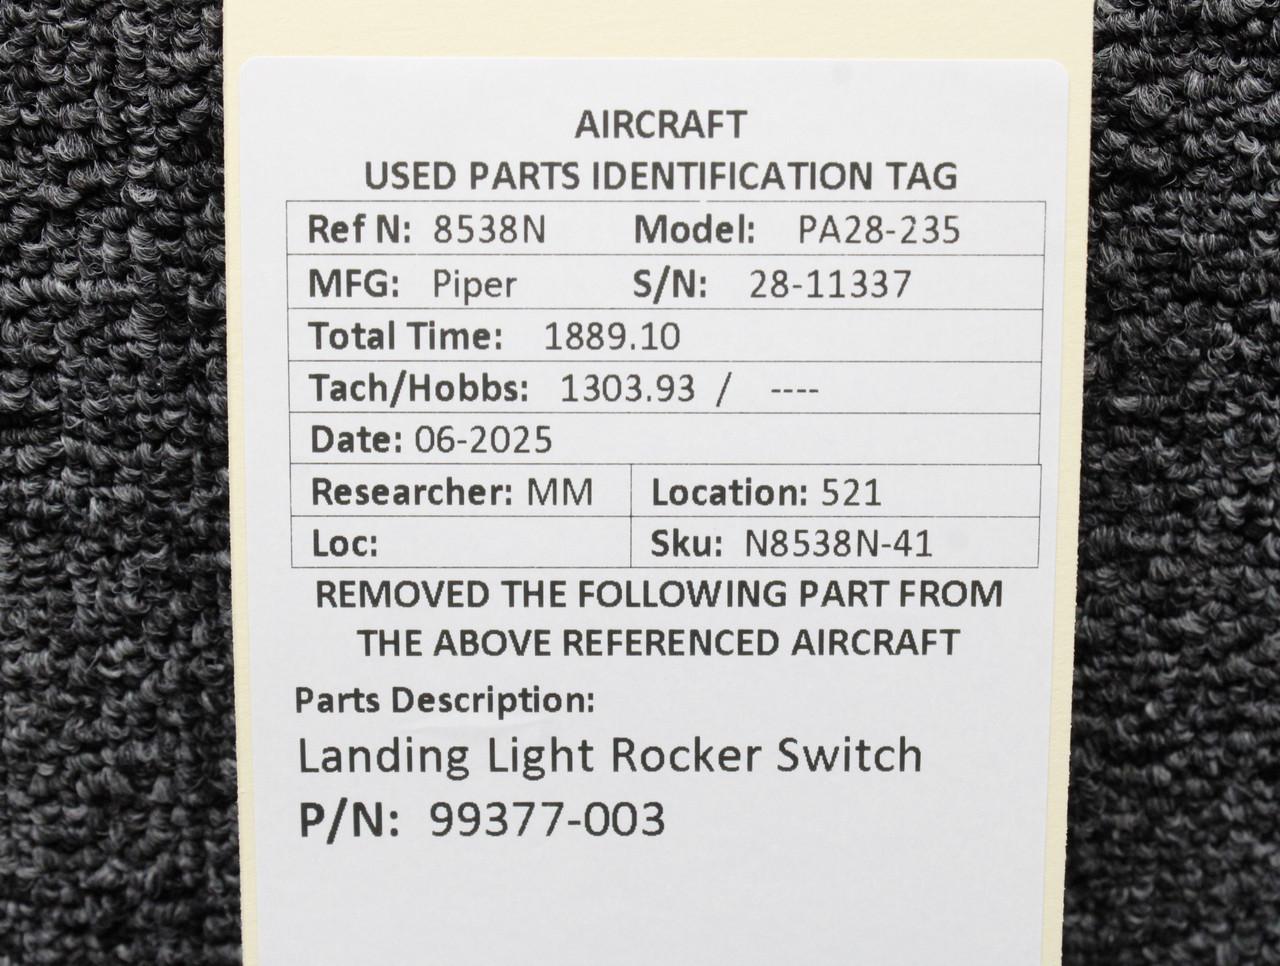 AIRCRAFT
USED PARTS IDENTIFICATION TAG
Ref N: 8538N Model: PA28-235
MFG: Piper S/N: 28-11337
Total Time: 1889.10
Tach/Hobbs: 1303.93 / ----
Date: 06-2025
Researcher: MM Location: 521
Loc: Sku: N8538N-41
REMOVED THE FOLLOWING PART FROM
THE ABOVE REFERENCED AIRCRAFT
Parts Description:
Landing Light Rocker Switch
P/N: 99377-003